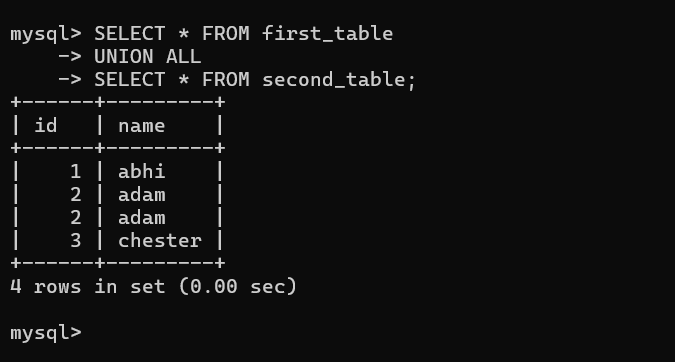 mysql> SELECT * FROM first_table
    -> UNION ALL
    -> SELECT * FROM second_table;
+------+---------+
| id   | name    |
+------+---------+
|    1 | abhi    |
|    2 | adam    |
|    2 | adam    |
|    3 | chester |
+------+---------+
4 rows in set (0.00 sec)

mysql>